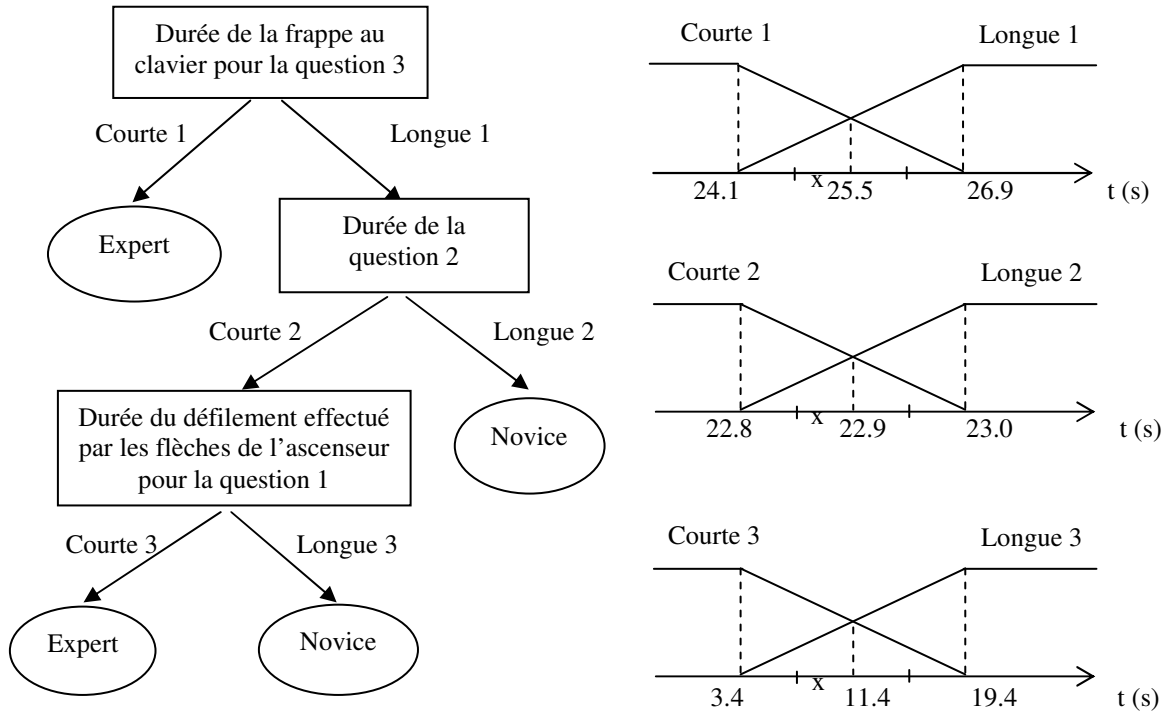 Durée de la frappe au
clavier pour la question 3
Courte 1
Longue 1
Expert
Durée de la
question 2
Courte 2
Longue 2
Durée du défilement effectué
par les flèches de l'ascenseur
pour la question 1
Novice
Courte 3
Longue 3
Expert
Novice
Courte 1
Longue 1
x
24.1
25.5
26.9
t (s)
Courte 2
Longue 2
x
22.8
22.9
23.0
t (s)
Courte 3
Longue 3
x
3.4
11.4
19.4
t (s)